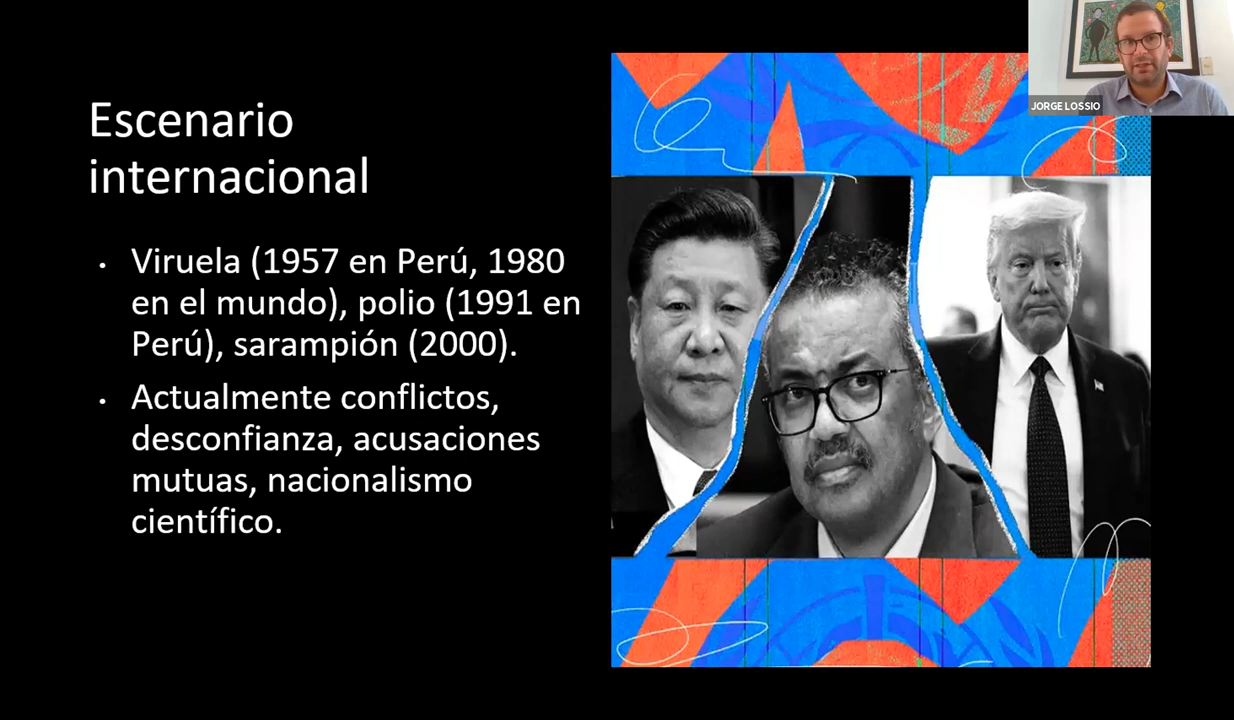 Escenario
internacional
• Viruela (1957 en Perú, 1980
en el mundo), polio (1991 en
Perú), sarampión (2000).
• Actualmente conflictos,
desconfianza, acusaciones
mutuas, nacionalismo
científico.
JORGE LOSSIO